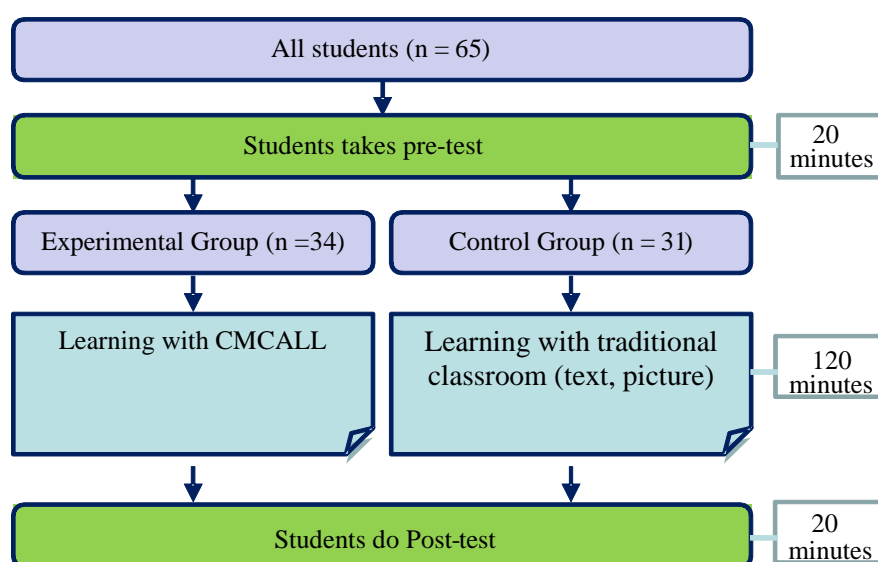 All students (n = 65)
Students takes pre-test
20
minutes
Experimental Group (n =34)
Control Group (n = 31)
Learning with CMCALL
Learning with traditional
classroom (text, picture)
120
minutes
Students do Post-test
20
minutes